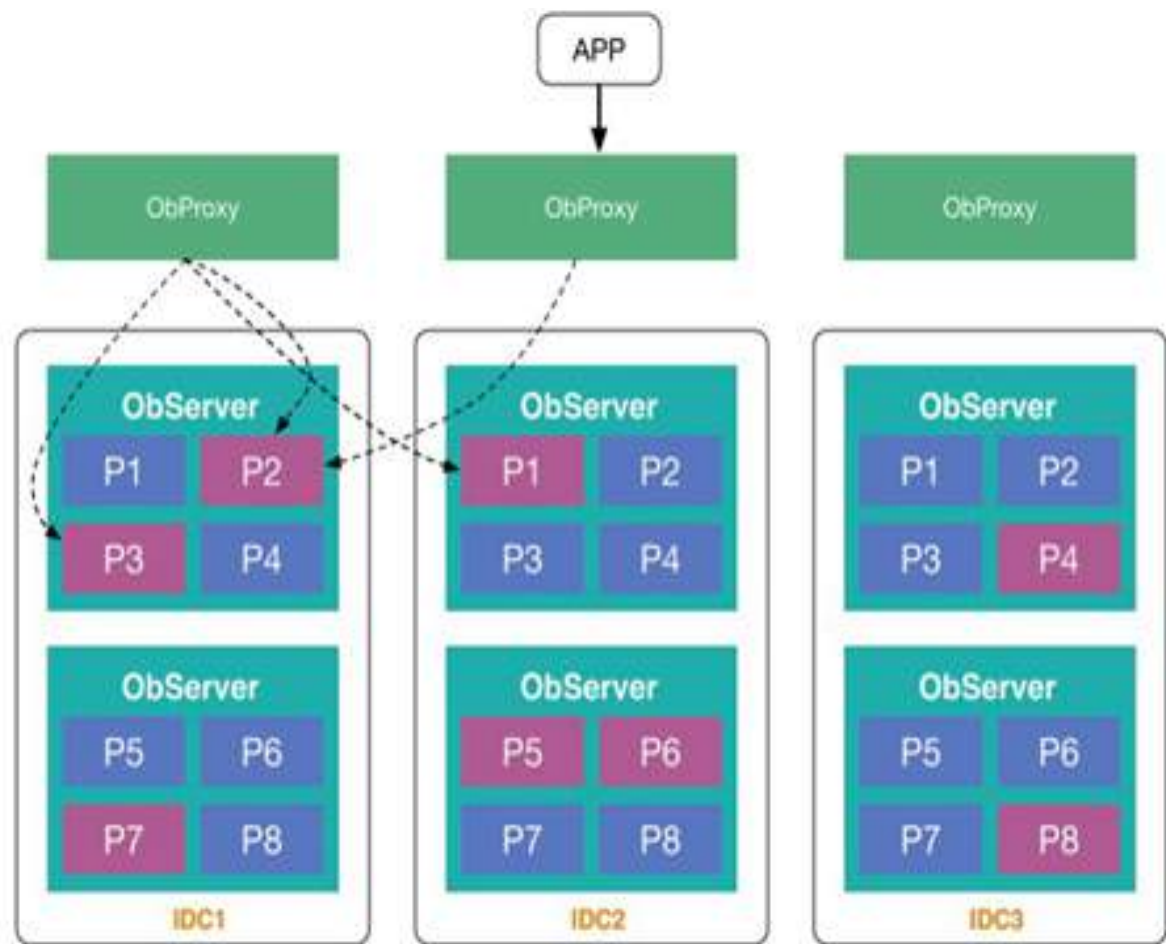 APP
ObProxy ObProxy ObProxy
ObServer ObServer ObServer
P1 P2 P1 P2 P1 P2
P3 P4 P3 P4 P3 P4
ObServer ObServer ObServer
P5 P6 P5 P6 P5 P6
P7 P8 P7 P8 P7 P8
IDC1 IDC2 IDC3